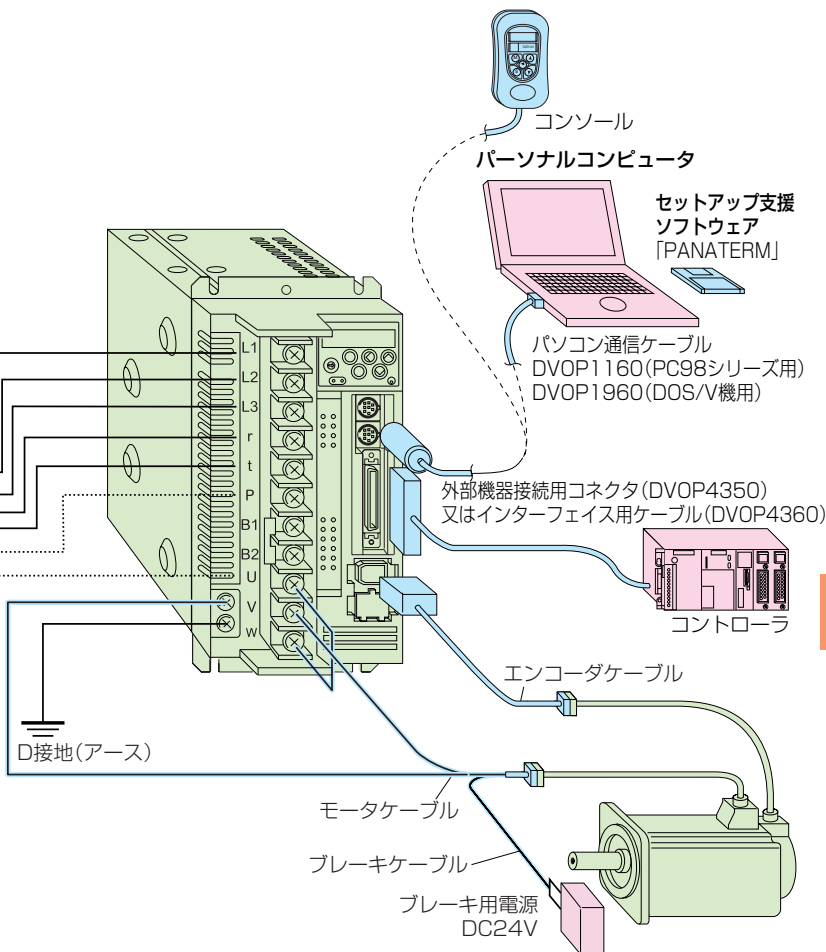 コンソール
パーソナルコンピュータ
セットアップ支援
ソフトウェア
「PANATERM」
パソコン通信ケーブル
DVOP1160(PC98シリーズ用)
DVOP1960(DOS/V機用)
L1
L2
L3
r
t
P
B1
B2
U
V
W
外部機器接続用コネクタ(DVOP4350)
又はインターフェイス用ケーブル(DVOP4360)
コントローラ
エンコーダケーブル
D接地(アース)
モータケーブル
ブレーキケーブル
ブレーキ用電源
DC24V